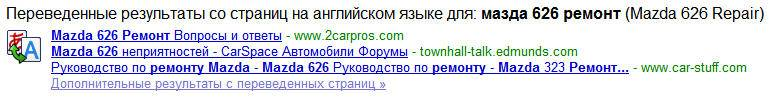 Переведенные результаты со страниц на английском языке для: мазда 626 ремонт (Mazda 626 Repair)
Mazda 626 Ремонт Вопросы и ответы - www.2carpros.com
Mazda 626 неприятностей - CarSpace Автомобили Форумы - townhall-talk.edmunds.com
Руководство по ремонту Mazda - Mazda 626 Руководство по ремонту - Mazda 323 Ремонт... - www.car-stuff.com
Дополнительные результаты с переведенных страниц »